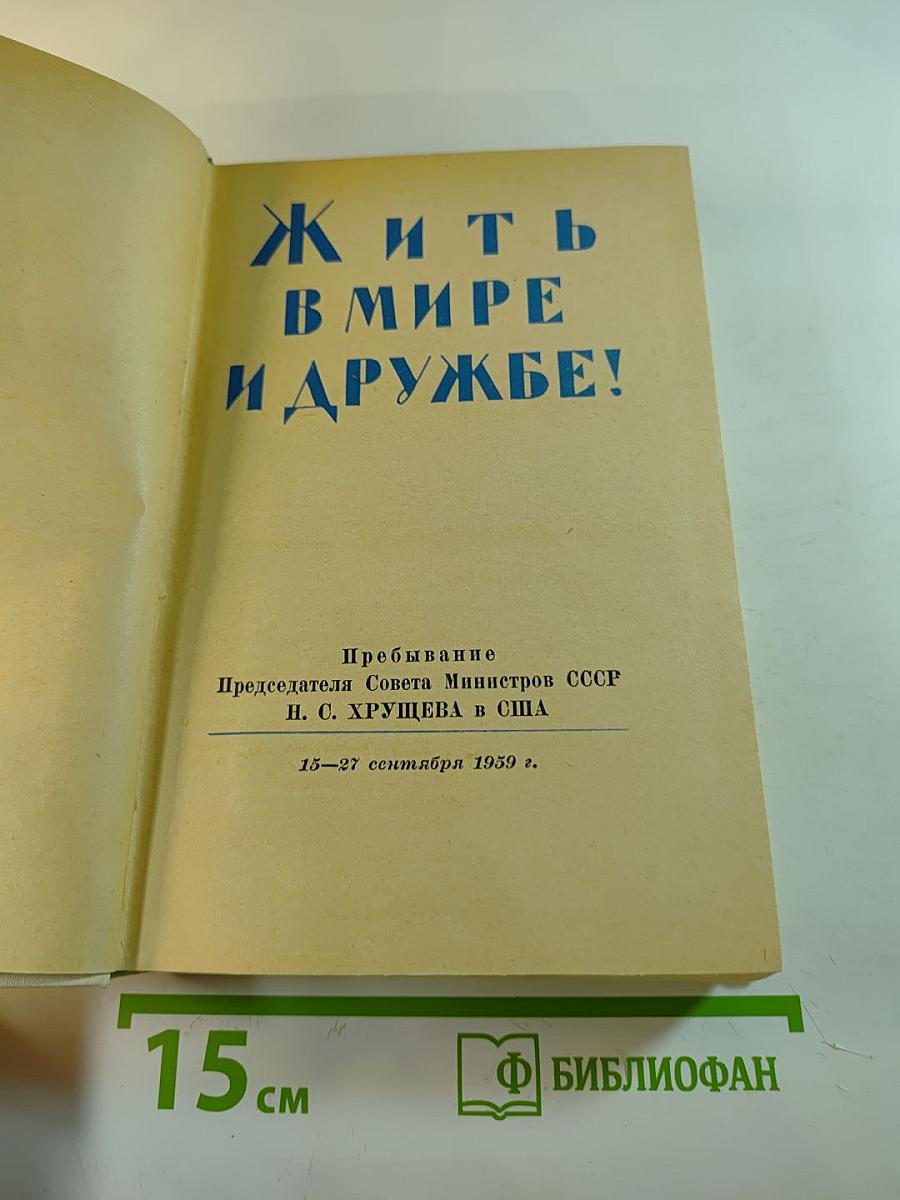 ЖИТЬ
В МИРЕ
И ДРУЖБЕ!
Пребывание
Председателя Совета Министров СССР
Н. С. ХРУЩЕВА в США
15—27 сентября 1959 г.
15 см
Ф БИБЛИОФАН